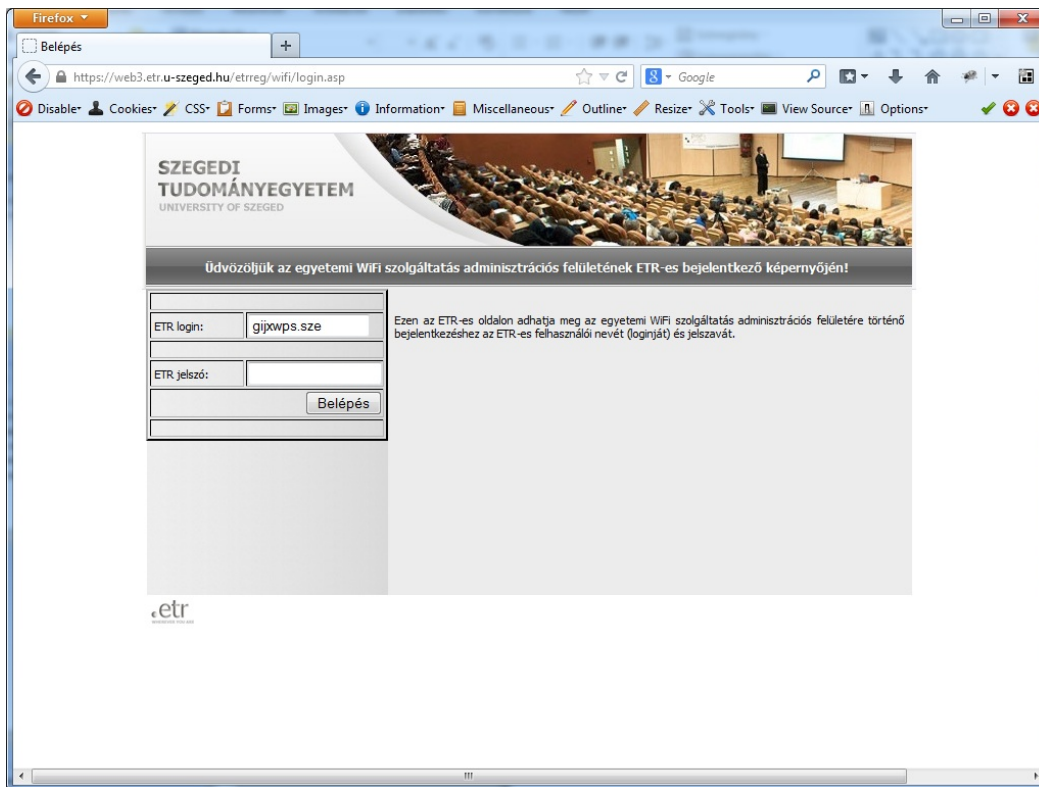 Firefox
Belépés
https://web3.etr.u-szeged.hu/etrreg/wifi/login.asp
Google
Disable Cookies CSS Forms Images Information Miscellaneous Outline Resize Tools View Source Options
SZEGEDI
TUDOMÁNYEGYETEM
UNIVERSITY OF SZEGED
Üdvözöljük az egyetemi WiFi szolgáltatás adminisztrációs felületének ETR-es bejelentkező képernyőjén!
ETR login: gijxwps.sze
ETR jelszó:
Belépés
Ezen az ETR-es oldalon adhatja meg az egyetemi WiFi szolgáltatás adminisztrációs felületére történő
bejelentkezéshez az ETR-es felhasználói nevét (loginját) és jelszavát.
etr